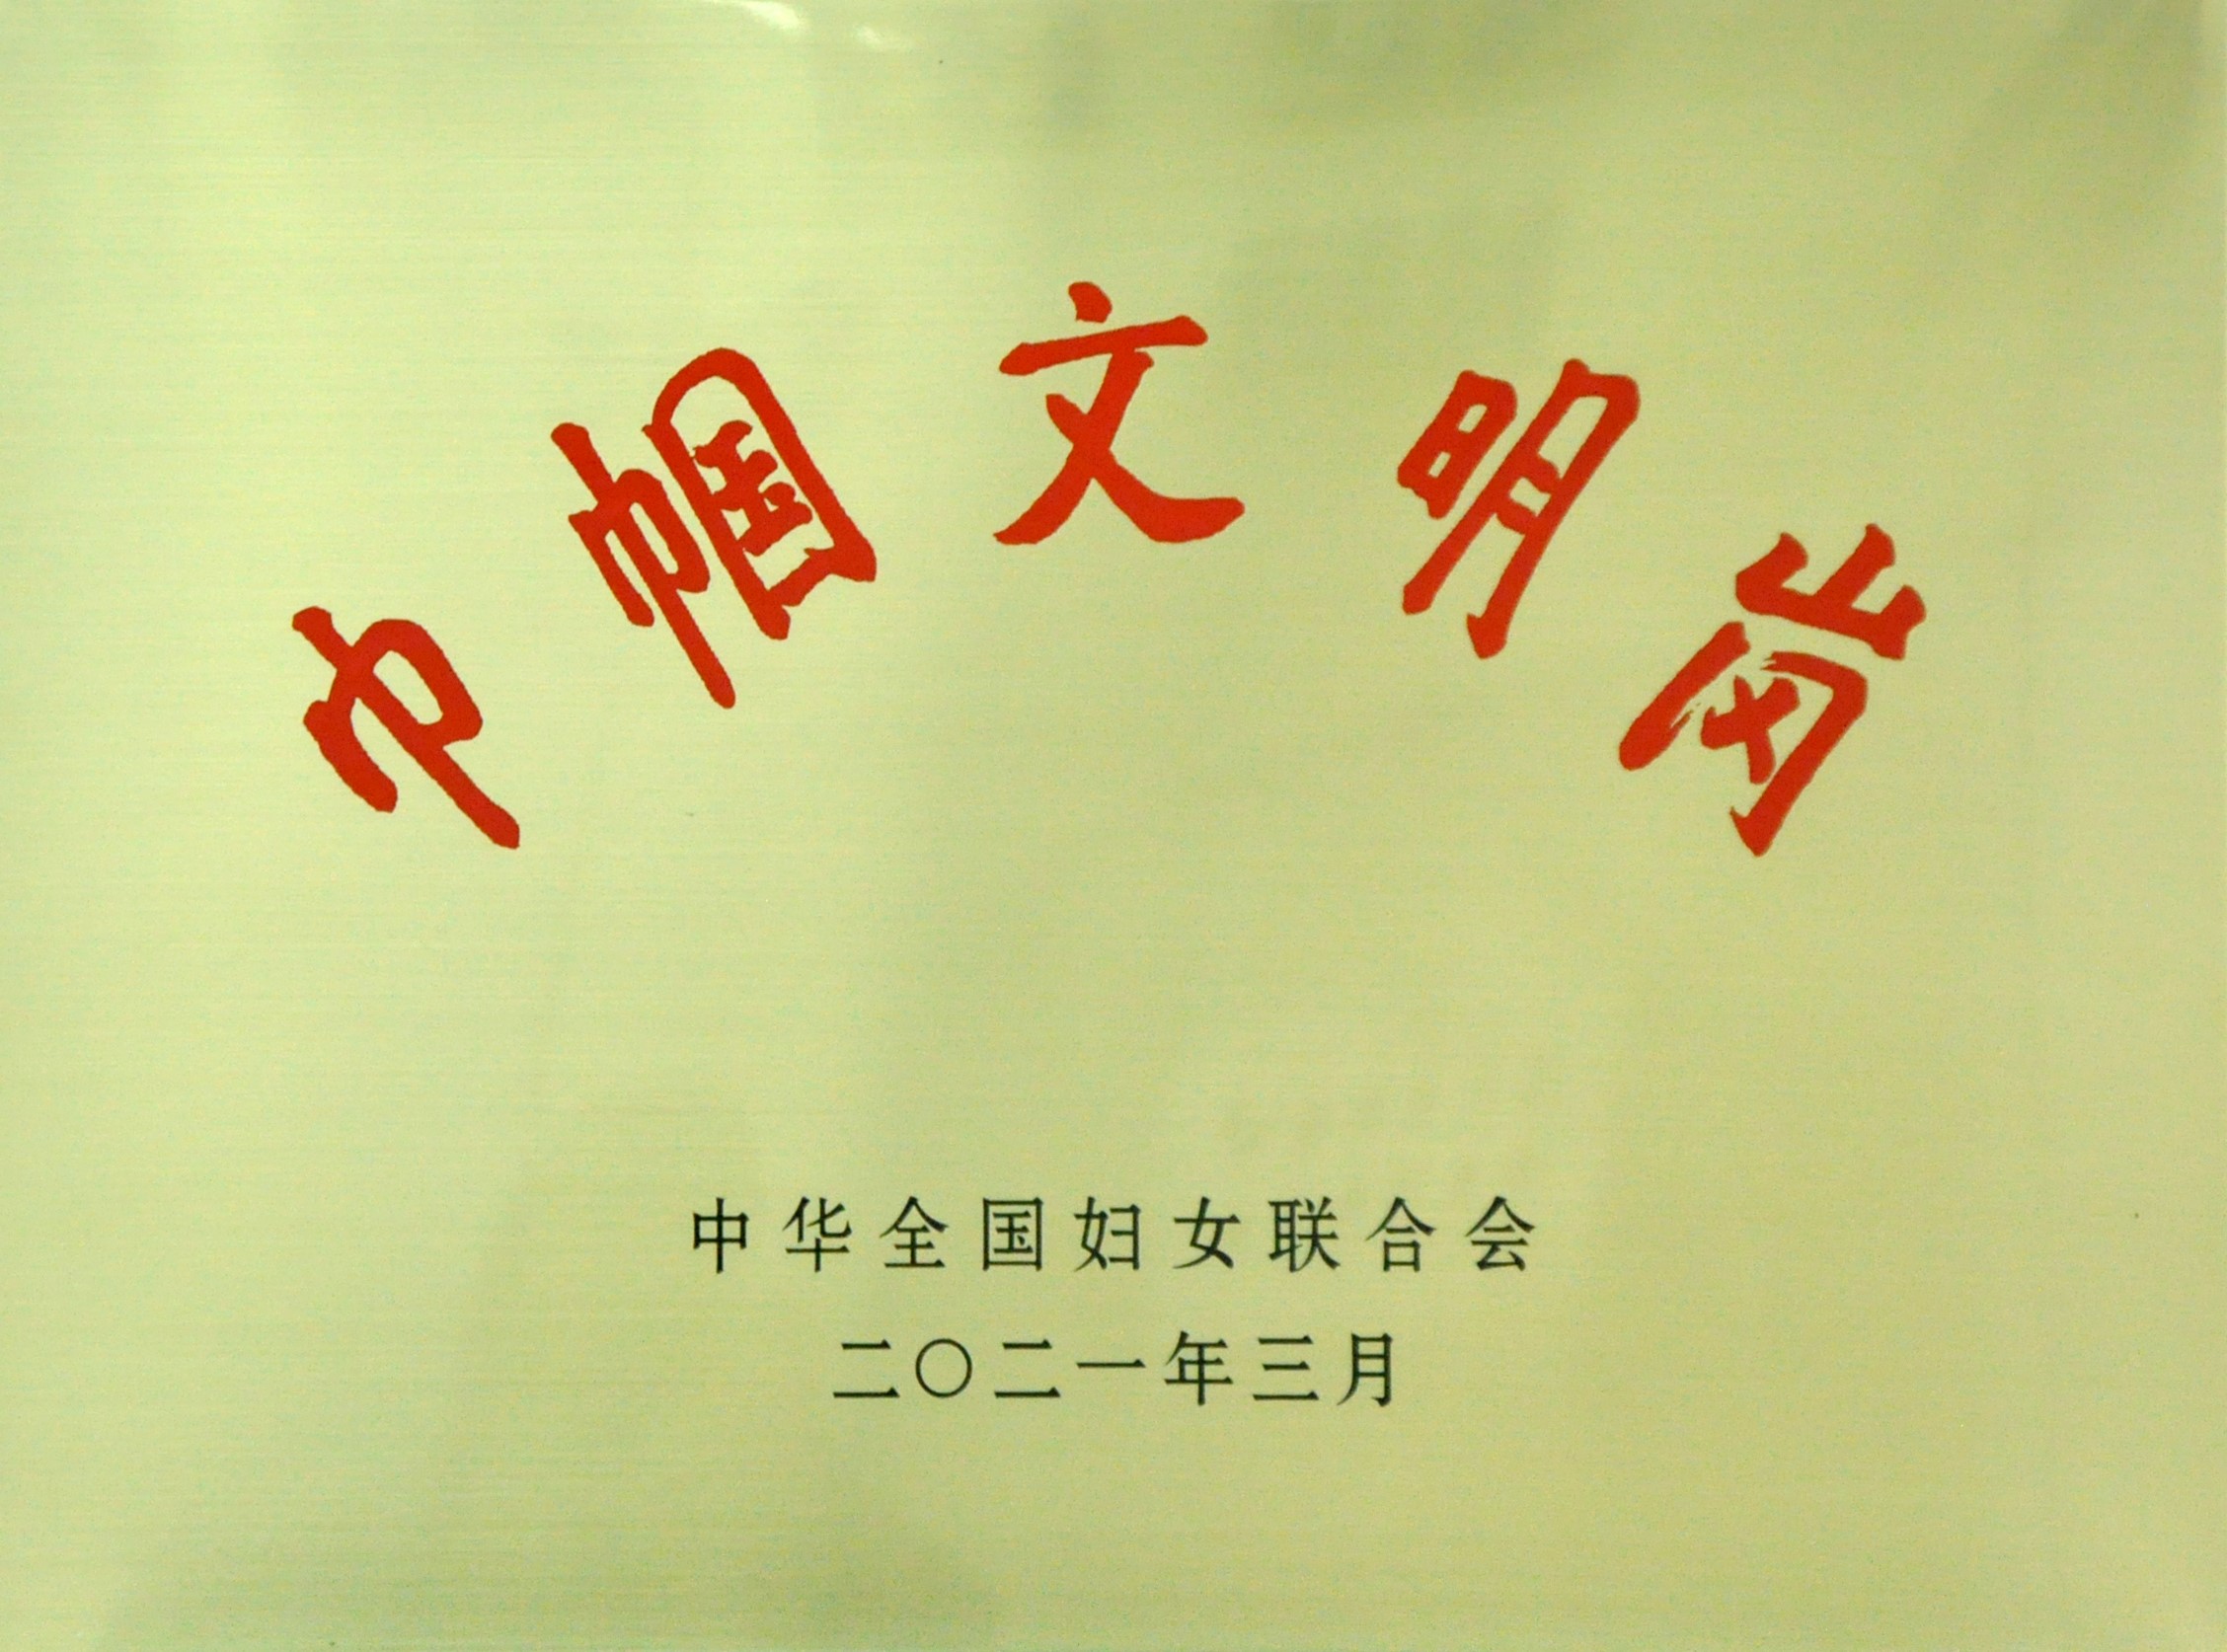 巾帼文明岗
中华全国妇女联合会
二〇二一年三月